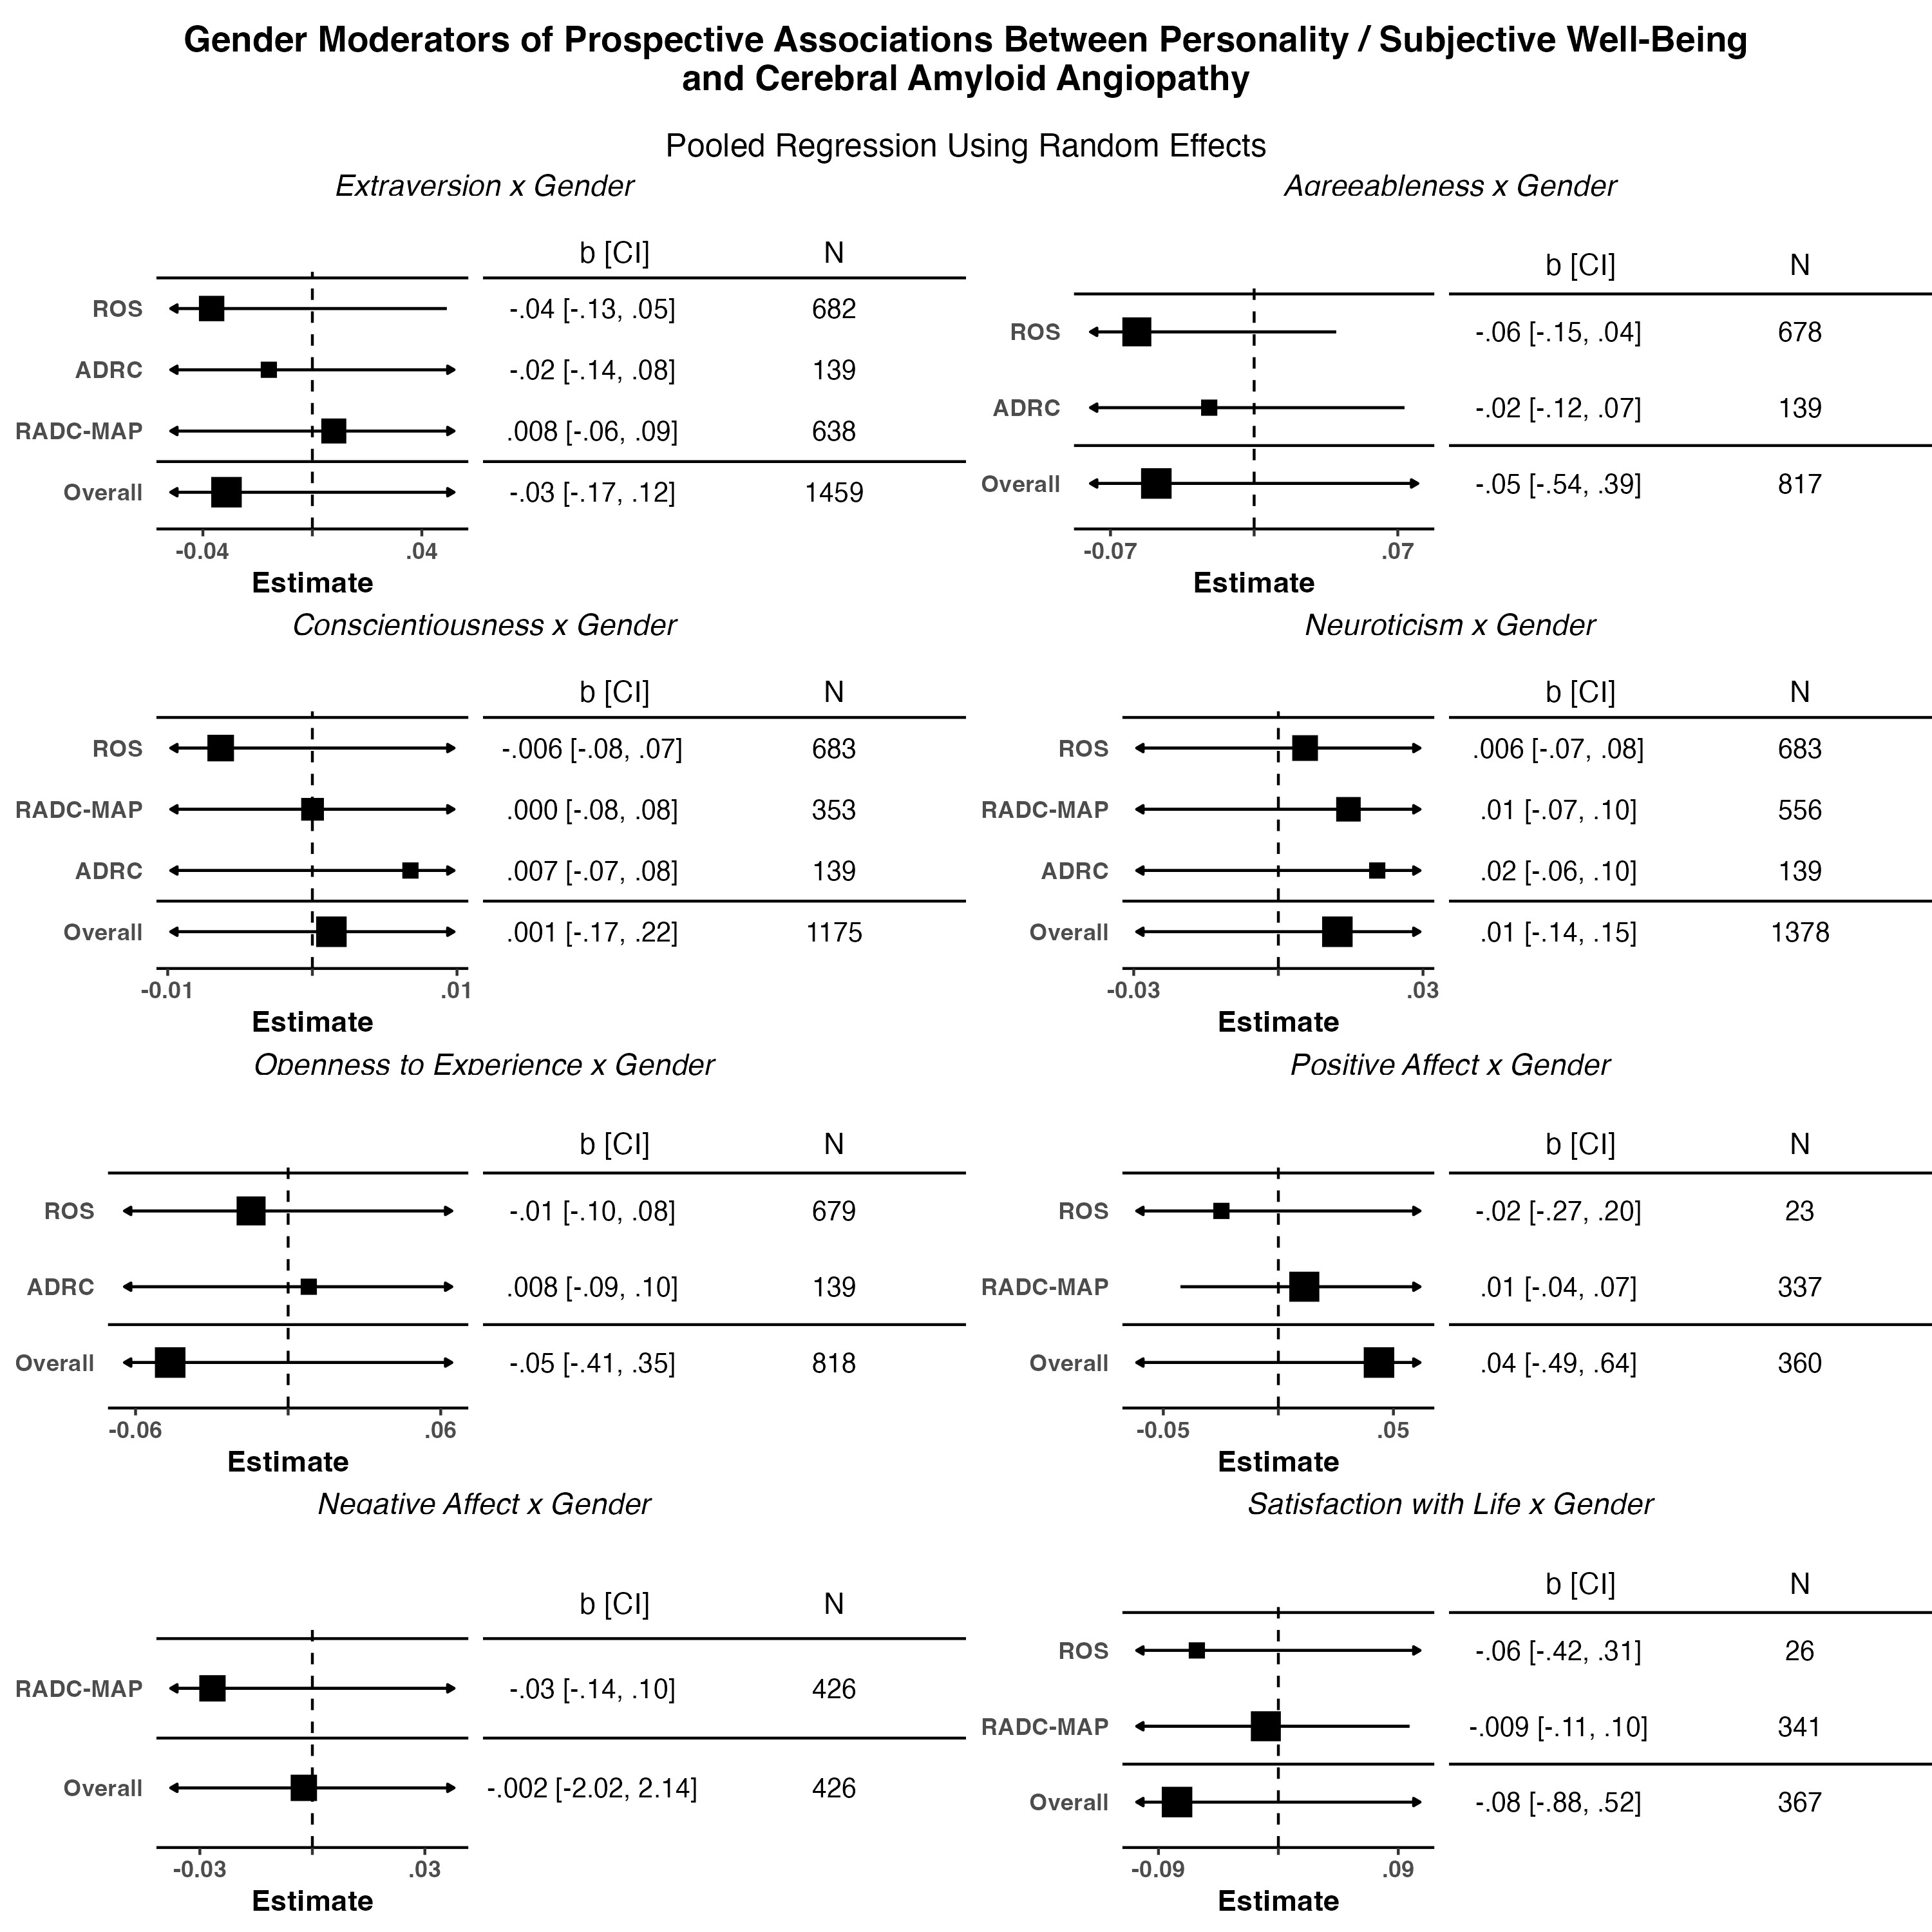 Gender Moderators of Prospective Associations Between Personality / Subjective Well-Being
and Cerebral Amyloid Angiopathy
Pooled Regression Using Random Effects
Extraversion x Gender
b [CI] N
ROS -.04 [-.13, .05] 682
ADRC -.02 [-.14, .08] 139
RADC-MAP .008 [-.06, .09] 638
Overall -.03 [-.17, .12] 1459
-0.04 .04
Estimate
Agreeableness x Gender
b [CI] N
ROS -.06 [-.15, .04] 678
ADRC -.02 [-.12, .07] 139
Overall -.05 [-.54, .39] 817
-0.07 .07
Estimate
Conscientiousness x Gender
b [CI] N
ROS -.006 [-.08, .07] 683
RADC-MAP .000 [-.08, .08] 353
ADRC .007 [-.07, .08] 139
Overall .001 [-.17, .22] 1175
-0.01 .01
Estimate
Neuroticism x Gender
b [CI] N
ROS .006 [-.07, .08] 683
RADC-MAP .01 [-.07, .10] 556
ADRC .02 [-.06, .10] 139
Overall .01 [-.14, .15] 1378
-0.03 .03
Estimate
Openness to Experience x Gender
b [CI] N
ROS -.01 [-.10, .08] 679
ADRC .008 [-.09, .10] 139
Overall -.05 [-.41, .35] 818
-0.06 .06
Estimate
Positive Affect x Gender
b [CI] N
ROS -.02 [-.27, .20] 23
RADC-MAP .01 [-.04, .07] 337
Overall .04 [-.49, .64] 360
-0.05 .05
Estimate
Negative Affect x Gender
b [CI] N
RADC-MAP -.03 [-.14, .10] 426
Overall -.002 [-2.02, 2.14] 426
-0.03 .03
Estimate
Satisfaction with Life x Gender
b [CI] N
ROS -.06 [-.42, .31] 26
RADC-MAP -.009 [-.11, .10] 341
Overall -.08 [-.88, .52] 367
-0.09 .09
Estimate